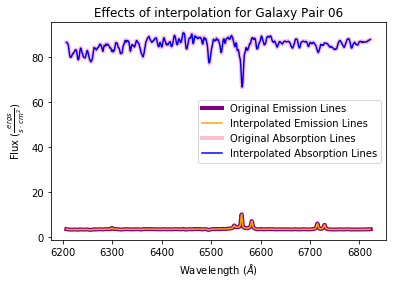 Effects of interpolation for Galaxy Pair 06
80
60
40
20
0
Flux (ergs / s · cm²)
Original Emission Lines
Interpolated Emission Lines
Original Absorption Lines
Interpolated Absorption Lines
6200 6300 6400 6500 6600 6700 6800
Wavelength (Å)